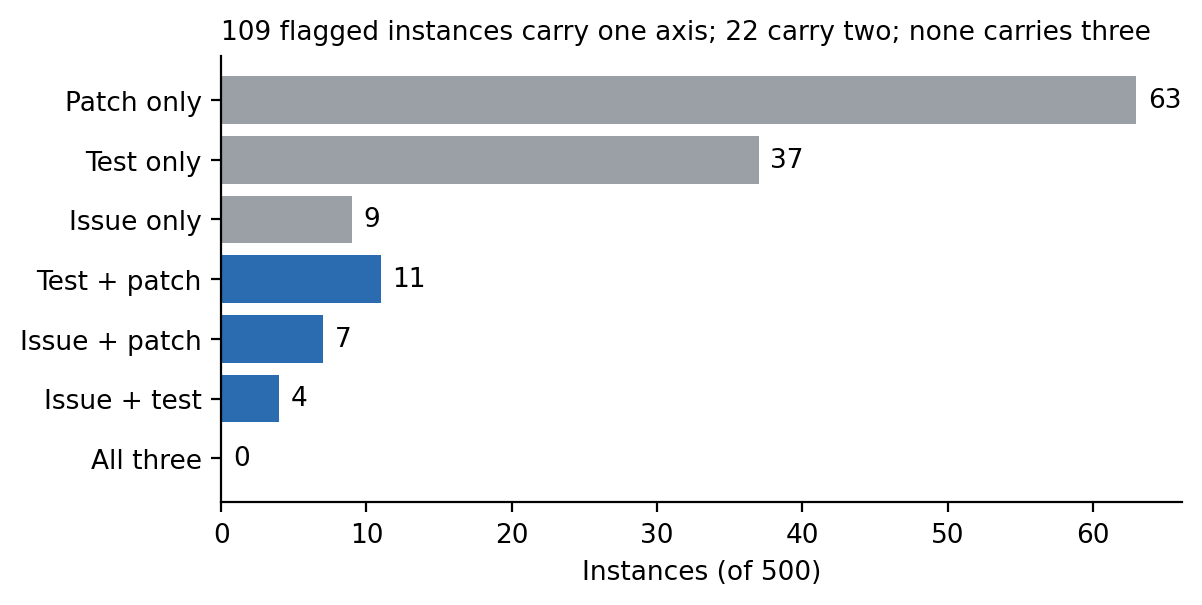 109 flagged instances carry one axis; 22 carry two; none carries three
Patch only 63
Test only 37
Issue only 9
Test + patch 11
Issue + patch 7
Issue + test 4
All three 0
0 10 20 30 40 50 60
Instances (of 500)